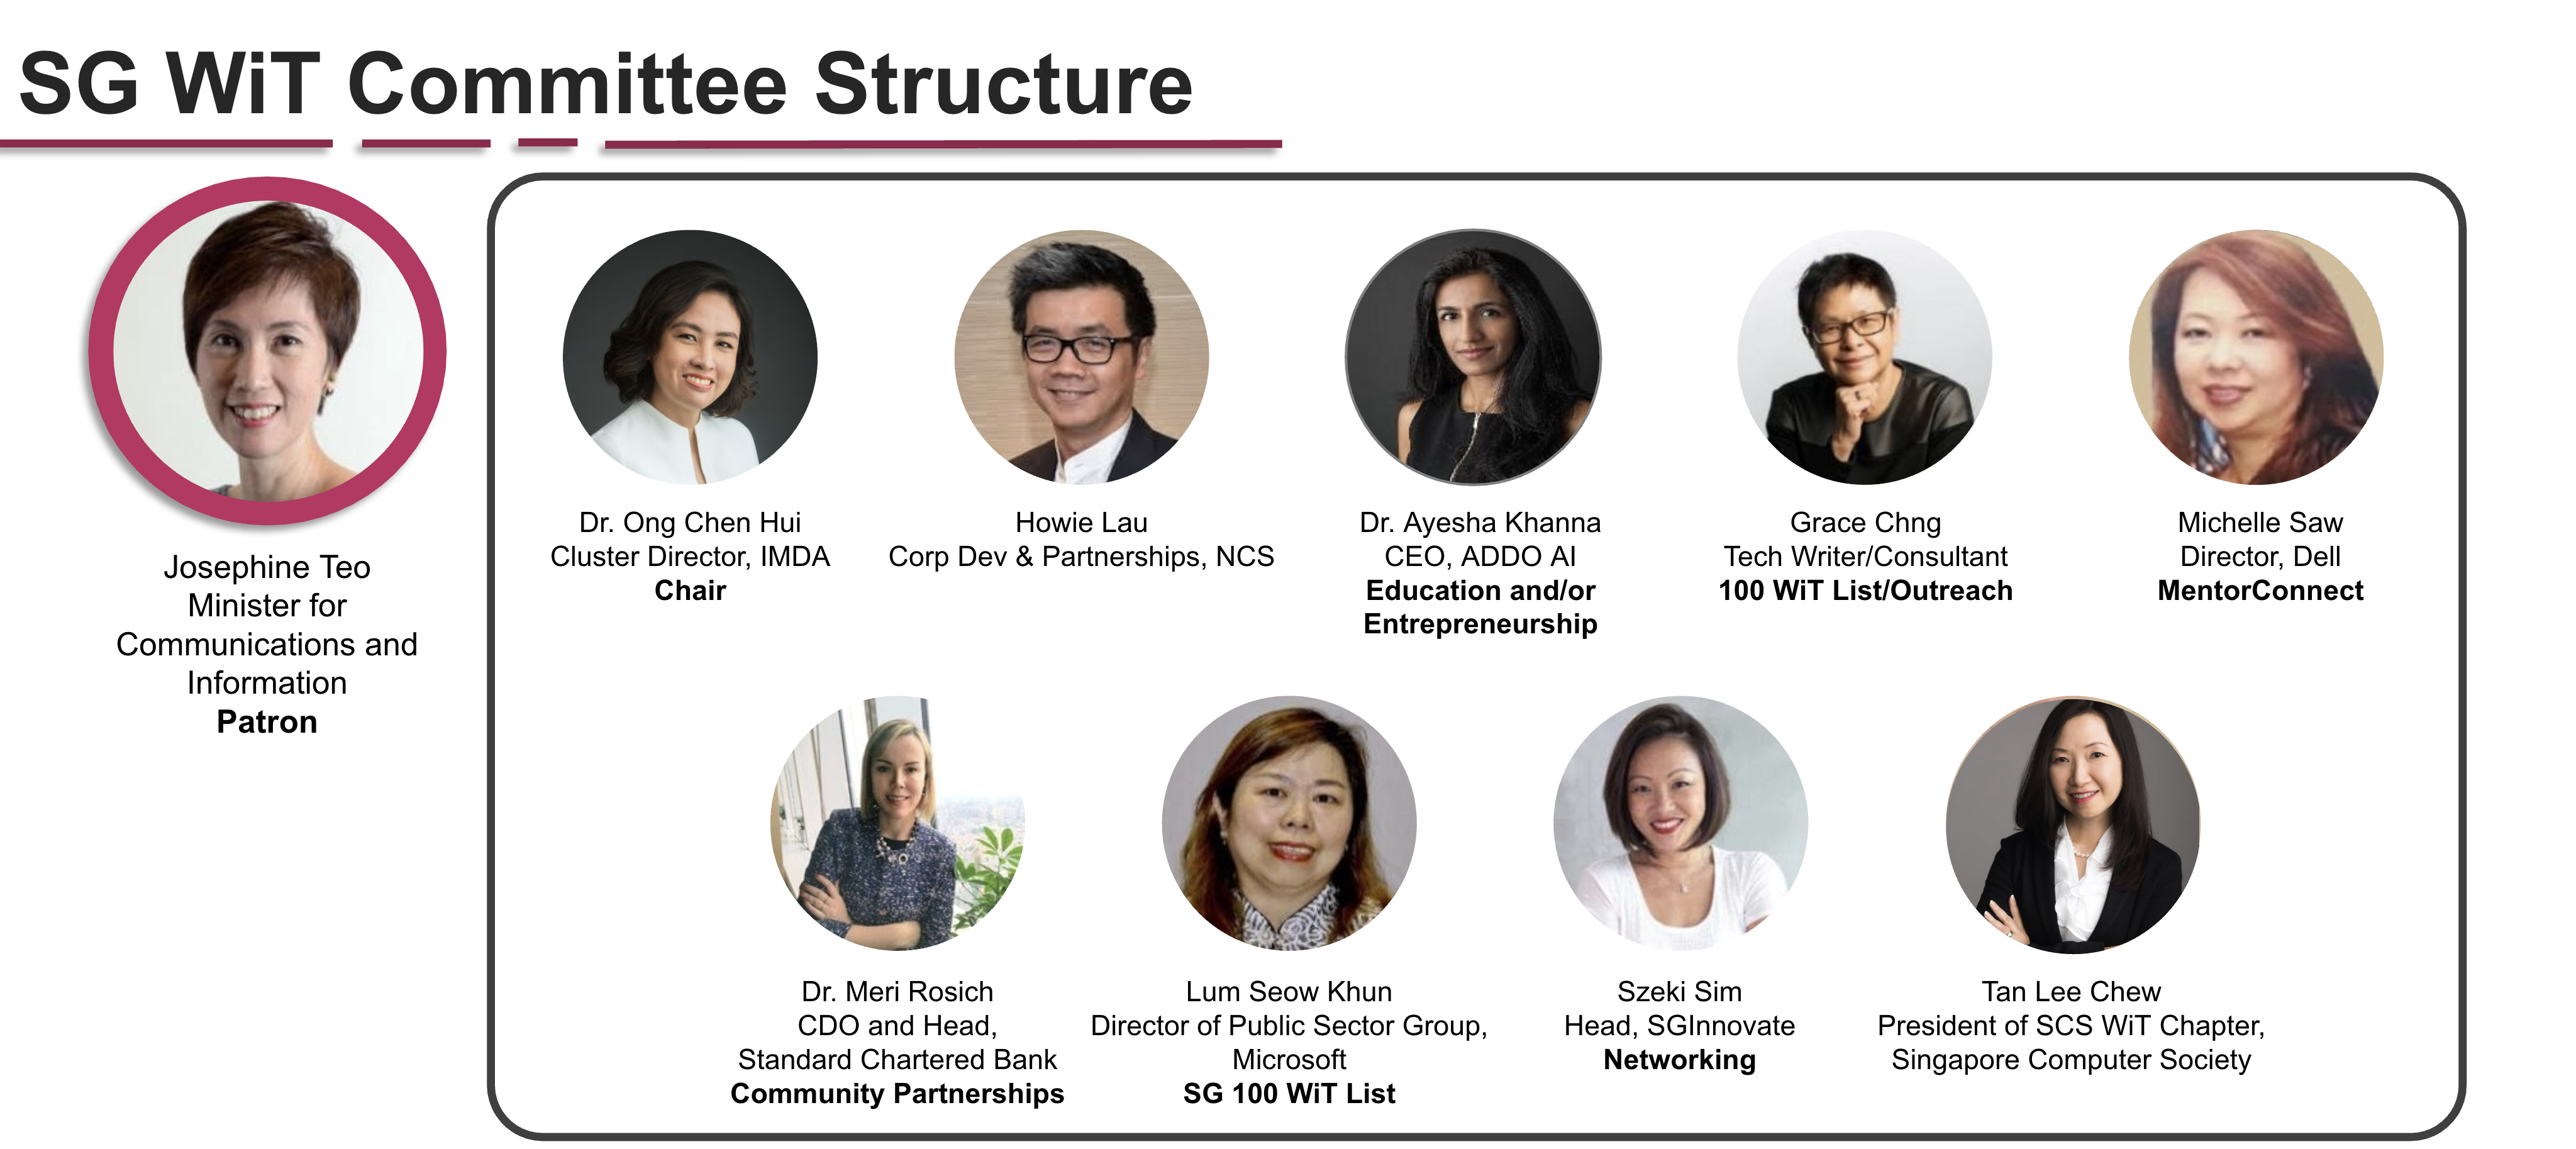 SG WiT Committee Structure
Josephine Teo
Minister for
Communications and
Information
Patron
Dr. Ong Chen Hui
Cluster Director, IMDA
Chair
Howie Lau
Corp Dev & Partnerships, NCS
Dr. Ayesha Khanna
CEO, ADDO AI
Education and/or
Entrepreneurship
Grace Chng
Tech Writer/Consultant
100 WiT List/Outreach
Michelle Saw
Director, Dell
MentorConnect
Dr. Meri Rosich
CDO and Head,
Standard Chartered Bank
Community Partnerships
Lum Seow Khun
Director of Public Sector Group,
Microsoft
SG 100 WiT List
Szeki Sim
Head, SGInnovate
Networking
Tan Lee Chew
President of SCS WiT Chapter,
Singapore Computer Society